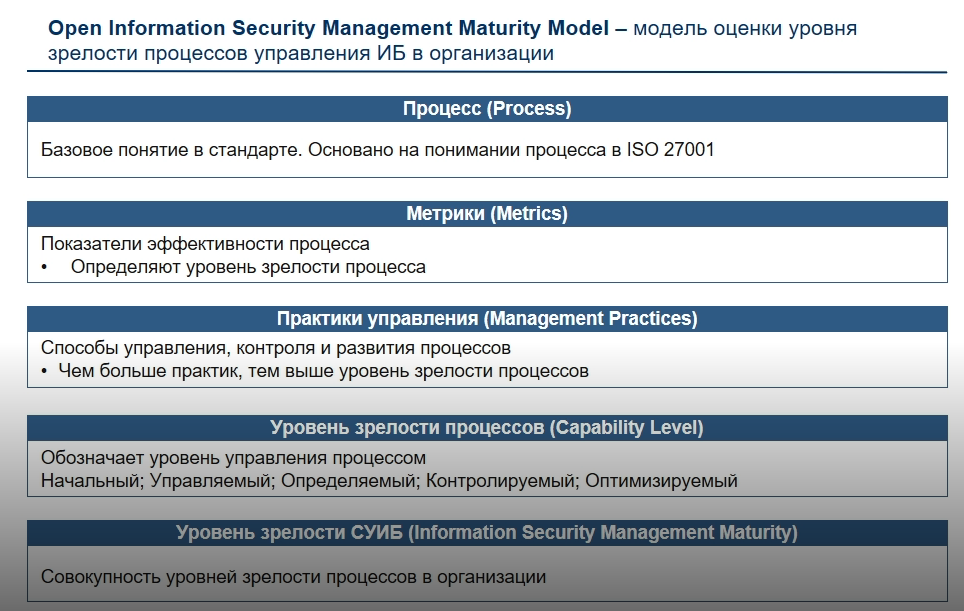 Open Information Security Management Maturity Model – модель оценки уровня
зрелости процессов управления ИБ в организации
Процесс (Process)
Базовое понятие в стандарте. Основано на понимании процесса в ISO 27001
Метрики (Metrics)
Показатели эффективности процесса
• Определяют уровень зрелости процесса
Практики управления (Management Practices)
Способы управления, контроля и развития процессов
• Чем больше практик, тем выше уровень зрелости процессов
Уровень зрелости процессов (Capability Level)
Обозначает уровень управления процессом
Начальный; Управляемый; Определяемый; Контролируемый; Оптимизируемый
Уровень зрелости СУИБ (Information Security Management Maturity)
Совокупность уровней зрелости процессов в организации